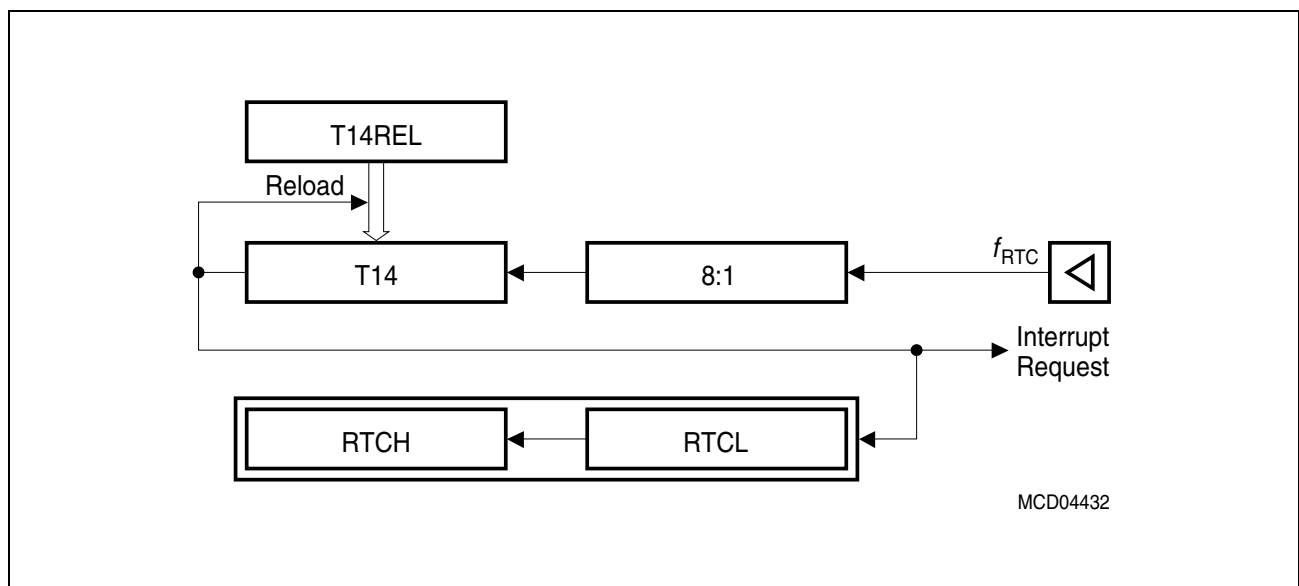 T14REL
Reload
T14
8:1
fRTC
Interrupt
Request
RTCH
RTCL
MCD04432